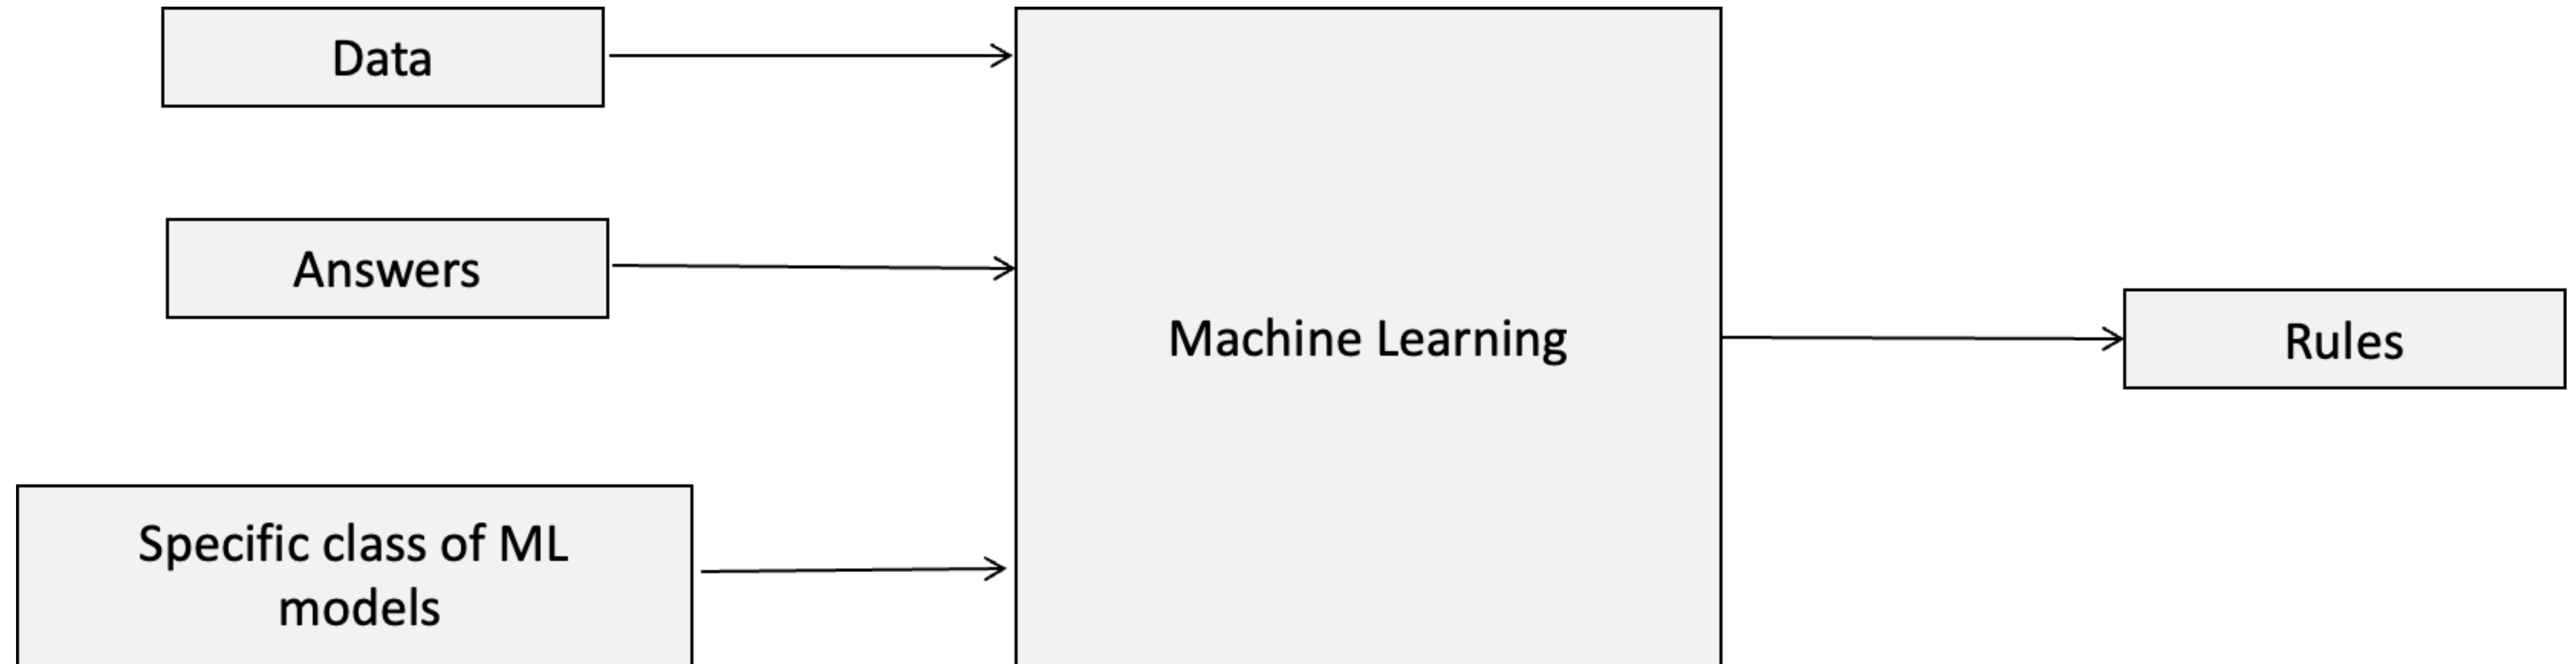 Data
Answers
Machine Learning
Rules
Specific class of ML
models